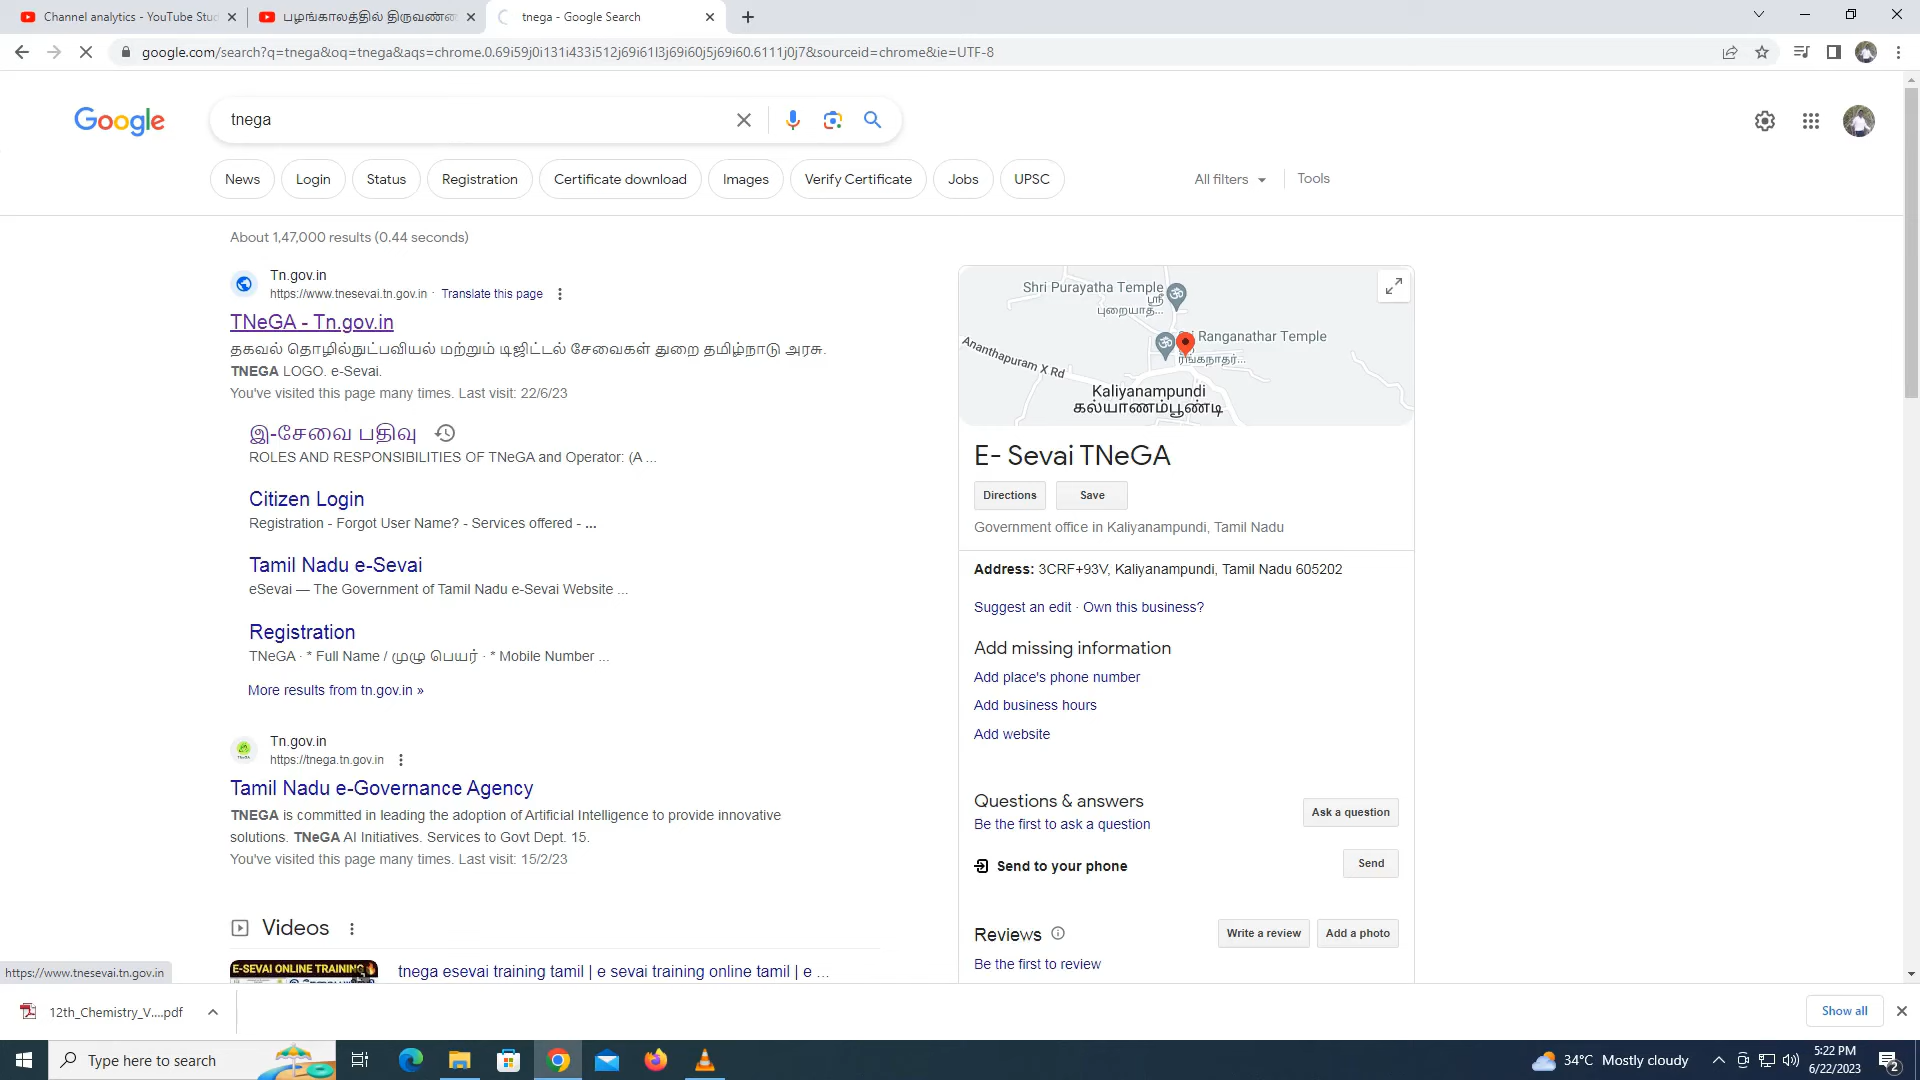 Channel analytics - YouTube Stu
பழங்காலத்தில் திருவண்ண
tnega - Google Search
google.com/search?q=tnega&oq=tnega&aqs=chrome.0.69i59j0i131i433i512j69i61l3j69i60j5j69i60.6111j0j7&sourceid=chrome&ie=UTF-8
Google
tnega
News
Login
Status
Registration
Certificate download
Images
Verify Certificate
Jobs
UPSC
All filters
Tools
About 1,47,000 results (0.44 seconds)
Tn.gov.in
https://www.tnesevai.tn.gov.in · Translate this page
TNeGA - Tn.gov.in
தகவல் தொழில்நுட்பவியல் மற்றும் டிஜிட்டல் சேவைகள் துறை தமிழ்நாடு அரசு.
TNEGA LOGO. e-Sevai.
You've visited this page many times. Last visit: 22/6/23
இ-சேவை பதிவு
ROLES AND RESPONSIBILITIES OF TNeGA and Operator: (A ...
Citizen Login
Registration - Forgot User Name? - Services offered - ...
Tamil Nadu e-Sevai
eSevai — The Government of Tamil Nadu e-Sevai Website ...
Registration
TNeGA · * Full Name / முழு பெயர் · * Mobile Number ...
More results from tn.gov.in »
Tn.gov.in
https://tnega.tn.gov.in
Tamil Nadu e-Governance Agency
TNEGA is committed in leading the adoption of Artificial Intelligence to provide innovative
solutions. TNeGA AI Initiatives. Services to Govt Dept. 15.
You've visited this page many times. Last visit: 15/2/23
Videos
E-SEVAI ONLINE TRAINING
tnega esevai training tamil | e sevai training online tamil | e ...
Shri Purayatha Temple
ஸ்ரீ
புறையாத்...
Ranganathar Temple
ரங்கநாதர்...
Ananthapuram X Rd
Kaliyanampundi
கல்யாணம்பூண்டி
E- Sevai TNeGA
Directions
Save
Government office in Kaliyanampundi, Tamil Nadu
Address: 3CRF+93V, Kaliyanampundi, Tamil Nadu 605202
Suggest an edit · Own this business?
Add missing information
Add place's phone number
Add business hours
Add website
Questions & answers
Be the first to ask a question
Ask a question
Send to your phone
Send
Reviews
Write a review
Add a photo
Be the first to review
https://www.tnesevai.tn.gov.in
12th_Chemistry_V....pdf
Show all
Type here to search
34°C Mostly cloudy
5:22 PM
6/22/2023
2